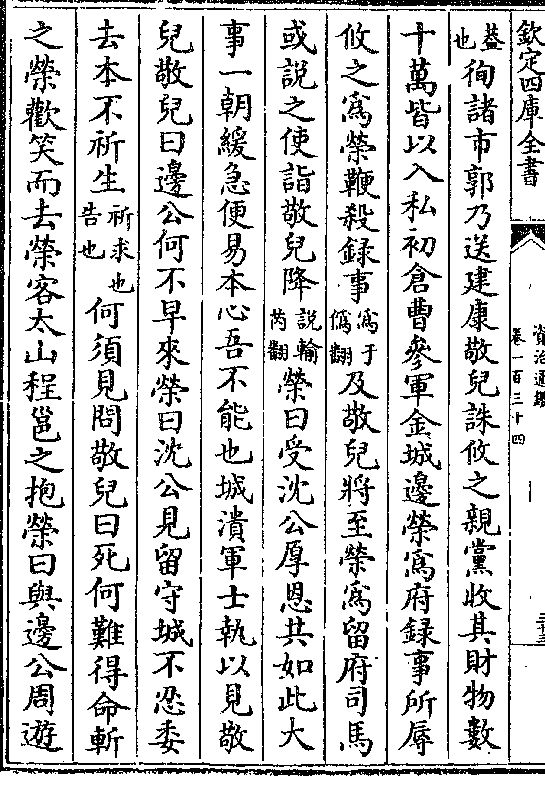 欽定四庫全書
資治通鑑
卷一百三十四
蓋也徇諸市郭乃送建康敬兒誅攸之親黨收其財物數
十萬皆以入私初倉曹參軍金城邊榮爲府録事所辱
攸之爲榮鞭殺録事爲于僞翻及敬兒將至榮爲留府司馬
或説之使詣敬兒降説輸芮翻榮曰受沈公厚恩共如此大
事一朝緩急便易本心吾不能也城潰軍士執以見敬
兒敬兒曰邊公何不早來榮曰沈公見留守城不忍委
去本不祈生祈求也告也何須見問敬兒曰死何難得命斬
之榮歡笑而去榮客太山程邕之抱榮曰與邊公周遊